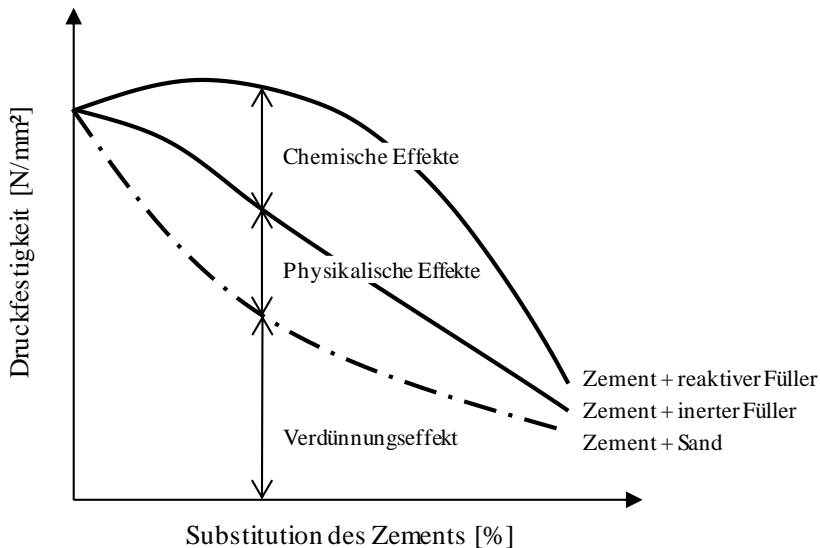 Druckfestigkeit [N/mm²]
Chemische Effekte
Physikalische Effekte
Verdünnungseffekt
Zement + reaktiver Füller
Zement + inerter Füller
Zement + Sand
Substitution des Zements [%]